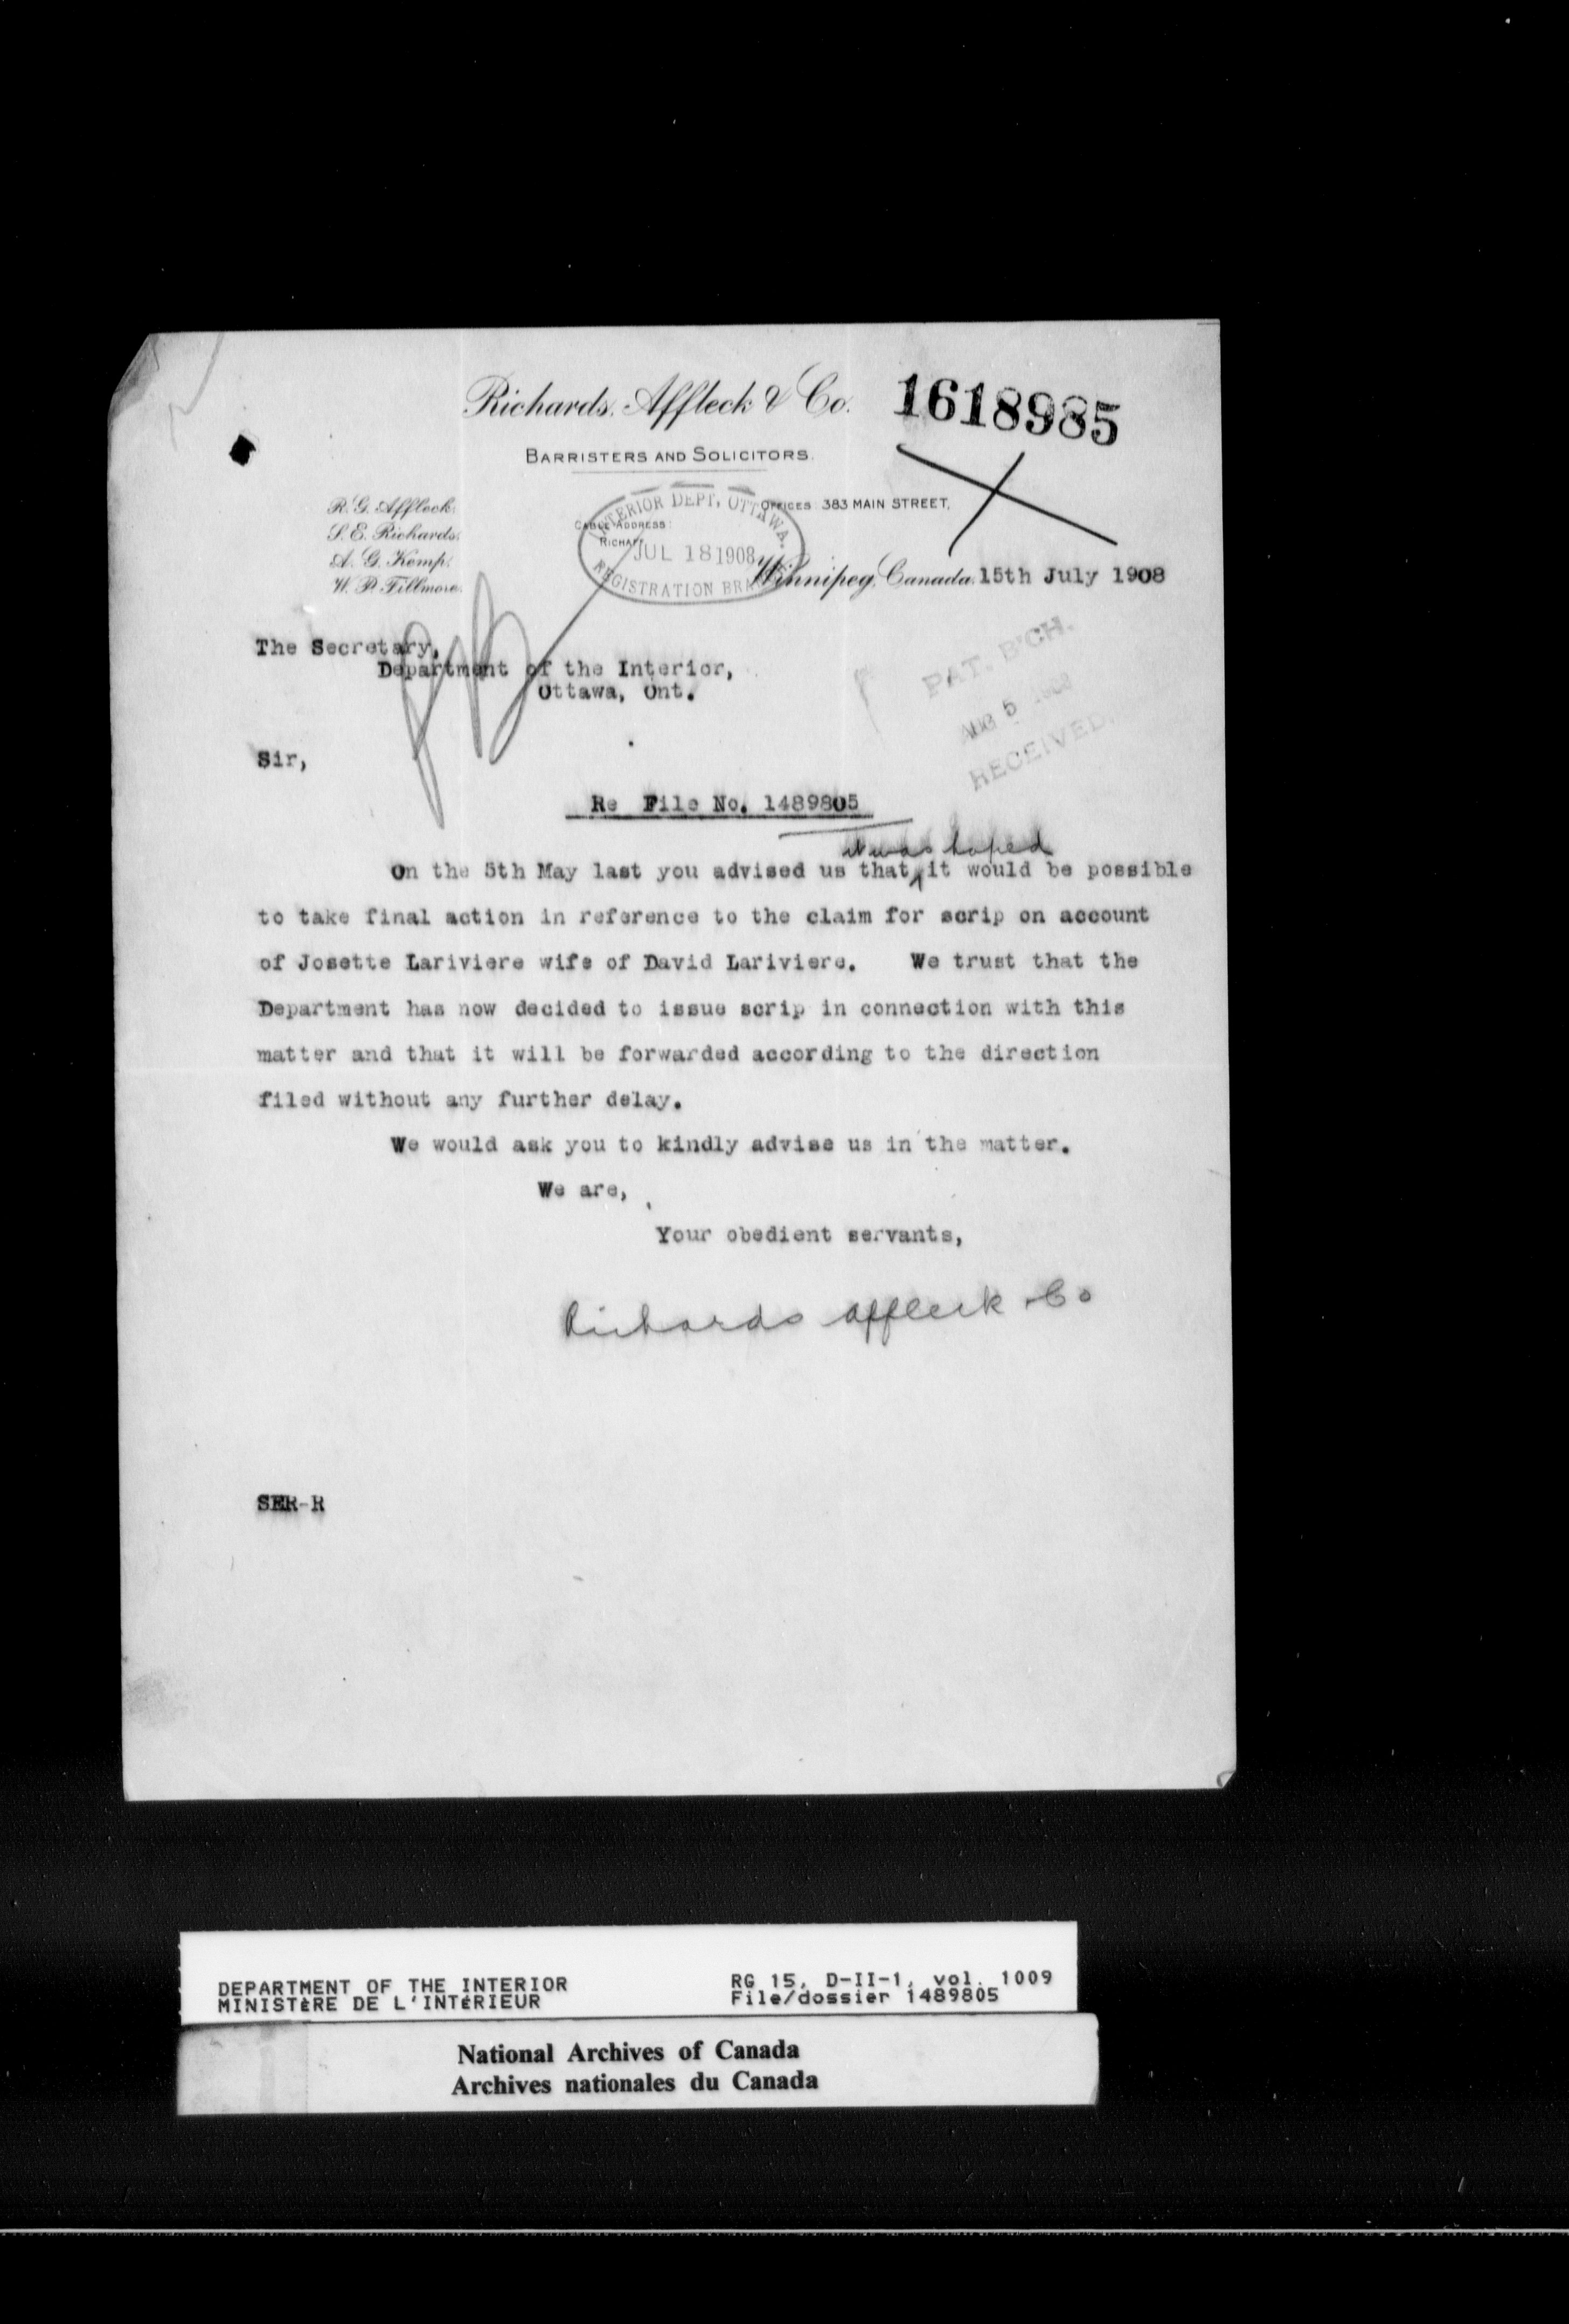 Richards, Affleck & Co.
1618985
BARRISTERS AND SOLICITORS.
R. G. Affleck.
S. E. Richards.
A. G. Kemp.
W. P. Fillmore.
INTERIOR DEPT, OTTAWA.
JUL 18 1908
REGISTRATION BRANCH
CABLE ADDRESS:
RICHAFF
OFFICES 383 MAIN STREET,
Winnipeg, Canada. 15th July 1908
PAT. B'CH.
AUG 5 1908
RECEIVED.
The Secretary,
Department of the Interior,
Ottawa, Ont.
Sir,
Re File No. 1489805
it was hoped
On the 5th May last you advised us that it would be possible
to take final action in reference to the claim for scrip on account
of Josette Lariviere wife of David Lariviere. We trust that the
Department has now decided to issue scrip in connection with this
matter and that it will be forwarded according to the direction
filed without any further delay.
We would ask you to kindly advise us in the matter.
We are,
Your obedient servants,
Richards Affleck & Co
SER-R
DEPARTMENT OF THE INTERIOR
MINISTÈRE DE L'INTÉRIEUR
RG 15, D-II-1, vol. 1009
File/dossier 1489805
National Archives of Canada
Archives nationales du Canada